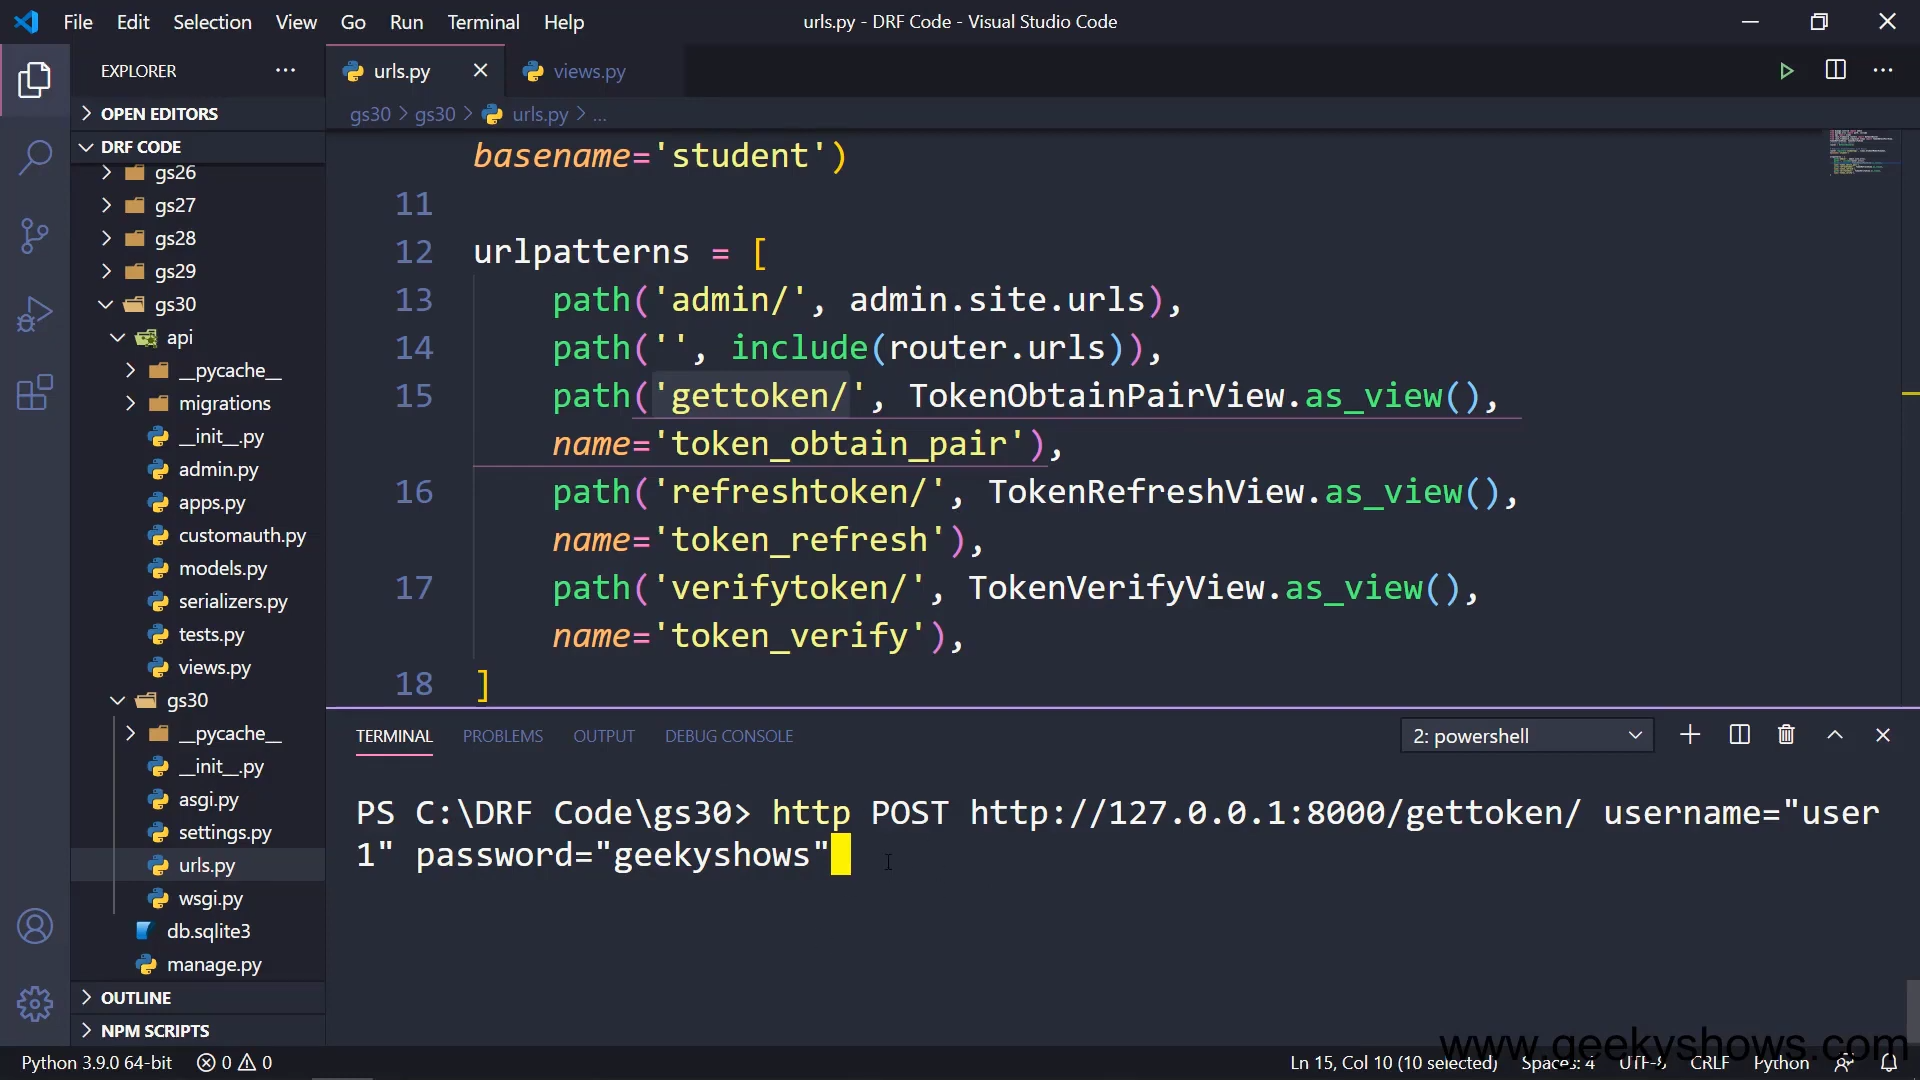 File Edit Selection View Go Run Terminal Help
urls.py - DRF Code - Visual Studio Code
EXPLORER
OPEN EDITORS
DRF CODE
gs26
gs27
gs28
gs29
gs30
api
__pycache__
migrations
__init__.py
admin.py
apps.py
customauth.py
models.py
serializers.py
tests.py
views.py
gs30
__pycache__
__init__.py
asgi.py
settings.py
urls.py
wsgi.py
db.sqlite3
manage.py
OUTLINE
NPM SCRIPTS
urls.py
views.py
gs30 > gs30 > urls.py > ...
basename='student')
11
12 urlpatterns = [
13 path('admin/', admin.site.urls),
14 path('', include(router.urls)),
15 path('gettoken/', TokenObtainPairView.as_view(),
name='token_obtain_pair'),
16 path('refreshtoken/', TokenRefreshView.as_view(),
name='token_refresh'),
17 path('verifytoken/', TokenVerifyView.as_view(),
name='token_verify'),
18 ]
TERMINAL PROBLEMS OUTPUT DEBUG CONSOLE
2: powershell
PS C:\DRF Code\gs30> http POST http://127.0.0.1:8000/gettoken/ username="user
1" password="geekyshows"
www.geekyshows.com
Python 3.9.0 64-bit 0 0
Ln 15, Col 10 (10 selected) Spaces: 4 UTF-8 CRLF Python